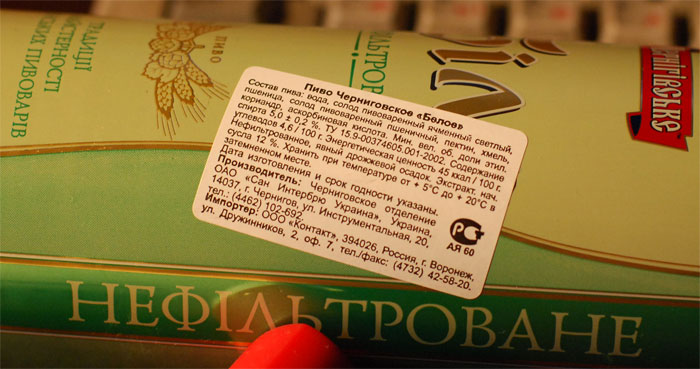 ТРАДИЦІЇ
МАЙСТЕРНОСТІ
ПИВОВАРІВ
ПИВО
Пиво Черниговское «Белое»
Состав пива: вода, солод пивоваренный ячменный светлый,
пшеница, солод пивоваренный пшеничный, пектин, хмель,
кориандр, аскорбиновая кислота. Мин. вел. об. доли этил.
спирта 5,0 ± 0,2 %. ТУ 15.9-00374605.001-2002. Содержание
углеводов 4,6 / 100 г. Энергетическая ценность 45 ккал / 100 г.
Нефильтрованное, явный дрожжевой осадок. Экстракт. нач.
сусла 12 %. Хранить при температуре от + 5°С до + 20°С в
затемненном месте.
Дата изготовления и срок годности указаны.
Производитель: Черниговское отделение
ОАО «Сан Интербрю Украина», Украина,
14037, г. Чернигов, ул. Инструментальная, 20,
тел.: (4462) 102-692.
Импортер: ООО «Контакт», 394026, Россия, г. Воронеж,
ул. Дружинников, 2, оф. 7, тел./факс: (4732) 42-58-20.
РС
АЯ 60
НЕФІЛЬТРОВАНЕ